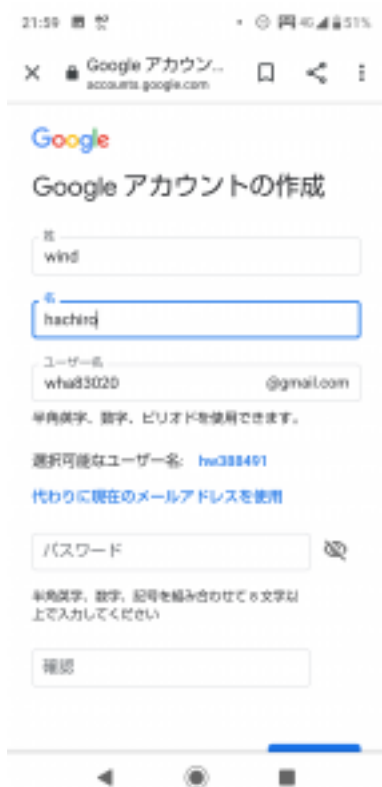 21:59
4G 51%
Google アカウン...
accounts.google.com
Google
Google アカウントの作成
姓
wind
名
hachiro
ユーザー名
wha83020 @gmail.com
半角英字、数字、ピリオドを使用できます。
選択可能なユーザー名: hw388491
代わりに現在のメールアドレスを使用
パスワード
半角英字、数字、記号を組み合わせて 8 文字以
上で入力してください
確認